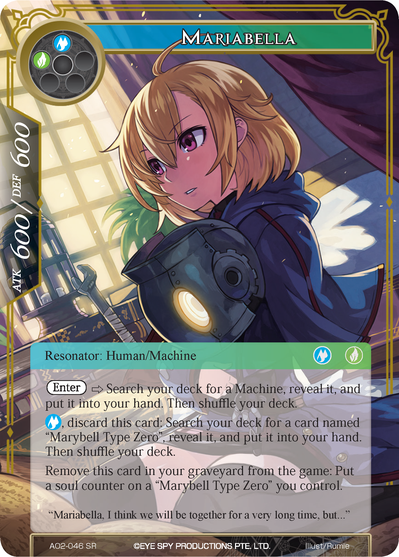 Mariabella
ATK 600 / DEF 600
Resonator: Human/Machine
Enter ⇨ Search your deck for a Machine, reveal it, and
put it into your hand. Then shuffle your deck.
, discard this card: Search your deck for a card named
“Marybell Type Zero”, reveal it, and put it into your hand.
Then shuffle your deck.
Remove this card in your graveyard from the game: Put
a soul counter on a “Marybell Type Zero” you control.
“Mariabella, I think we will be together for a very long time, but...”
A02-046 SR ©EYE SPY PRODUCTIONS PTE. LTD. Illust/Rumie